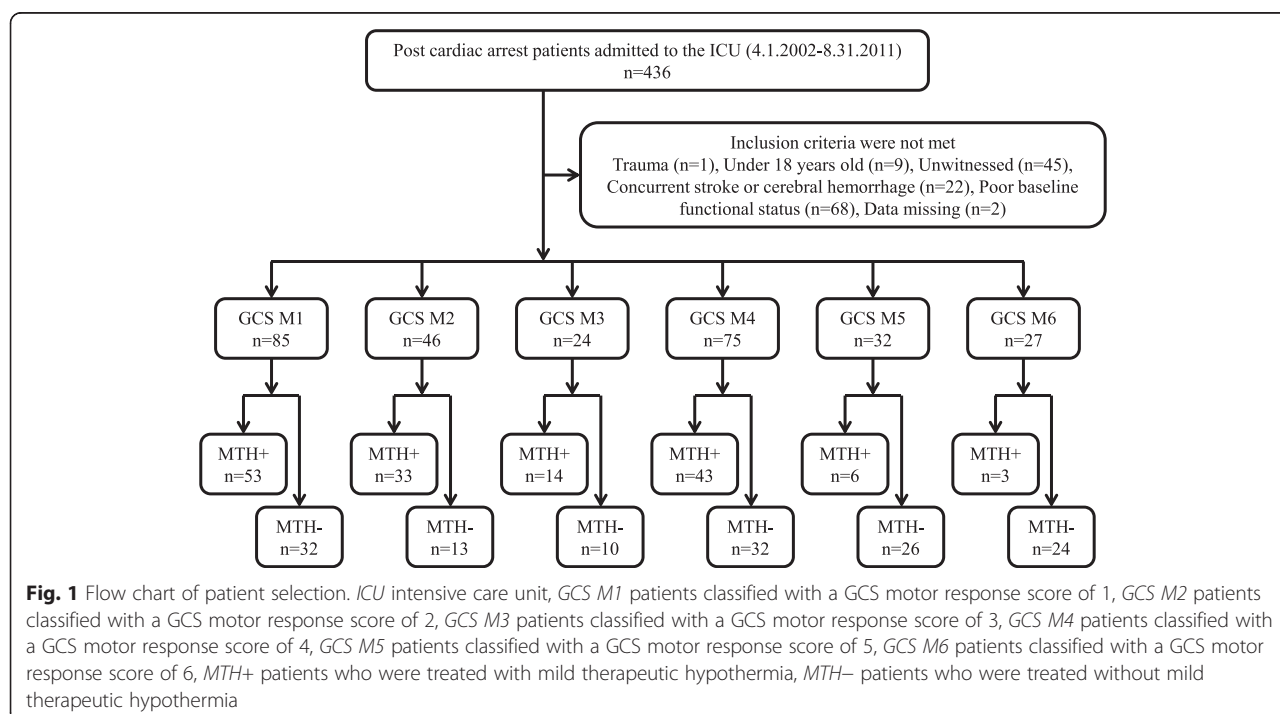 Post cardiac arrest patients admitted to the ICU (4.1.2002-8.31.2011)
n=436
Inclusion criteria were not met
Trauma (n=1), Under 18 years old (n=9), Unwitnessed (n=45),
Concurrent stroke or cerebral hemorrhage (n=22), Poor baseline
functional status (n=68), Data missing (n=2)
GCS M1
n=85
GCS M2
n=46
GCS M3
n=24
GCS M4
n=75
GCS M5
n=32
GCS M6
n=27
MTH+
n=53
MTH+
n=33
MTH+
n=14
MTH+
n=43
MTH+
n=6
MTH+
n=3
MTH-
n=32
MTH-
n=13
MTH-
n=10
MTH-
n=32
MTH-
n=26
MTH-
n=24
Fig. 1 Flow chart of patient selection. ICU intensive care unit, GCS M1 patients classified with a GCS motor response score of 1, GCS M2 patients
classified with a GCS motor response score of 2, GCS M3 patients classified with a GCS motor response score of 3, GCS M4 patients classified with
a GCS motor response score of 4, GCS M5 patients classified with a GCS motor response score of 5, GCS M6 patients classified with a GCS motor
response score of 6, MTH+ patients who were treated with mild therapeutic hypothermia, MTH− patients who were treated without mild
therapeutic hypothermia